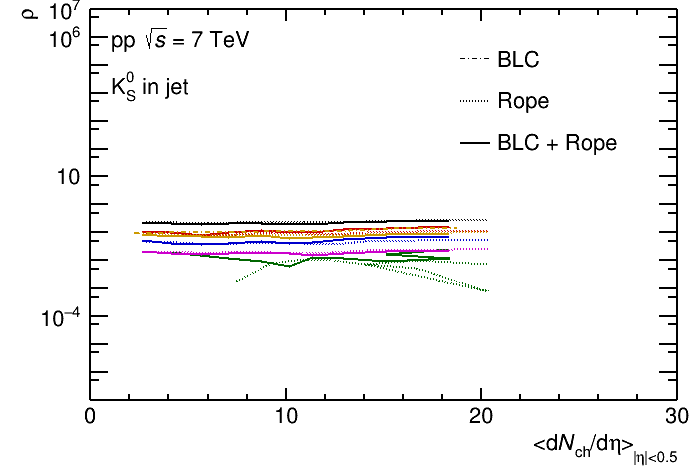 ρ
10⁷
10⁶
10
10⁻⁴
pp √s = 7 TeV
K⁰S in jet
BLC
Rope
BLC + Rope
0 10 20 30
<dNch/dη>|η|<0.5